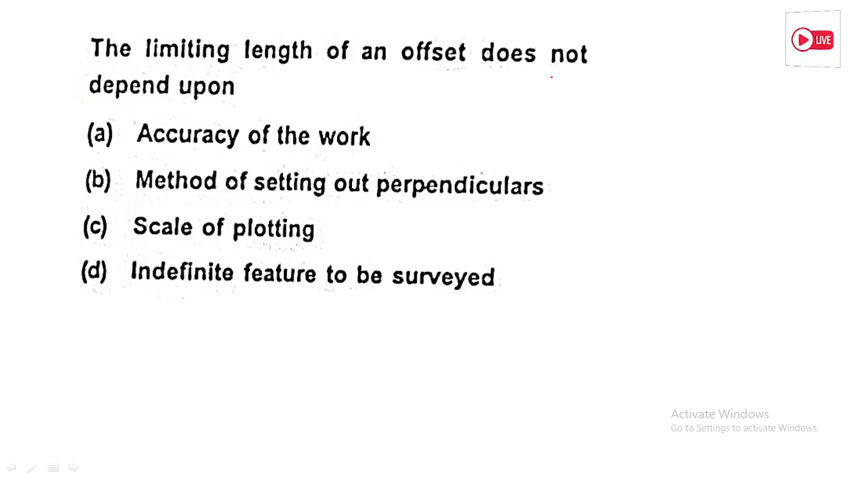 LIVE
The limiting length of an offset does not
depend upon
(a) Accuracy of the work
(b) Method of setting out perpendiculars
(c) Scale of plotting
(d) Indefinite feature to be surveyed
Activate Windows
Go to Settings to activate Windows.